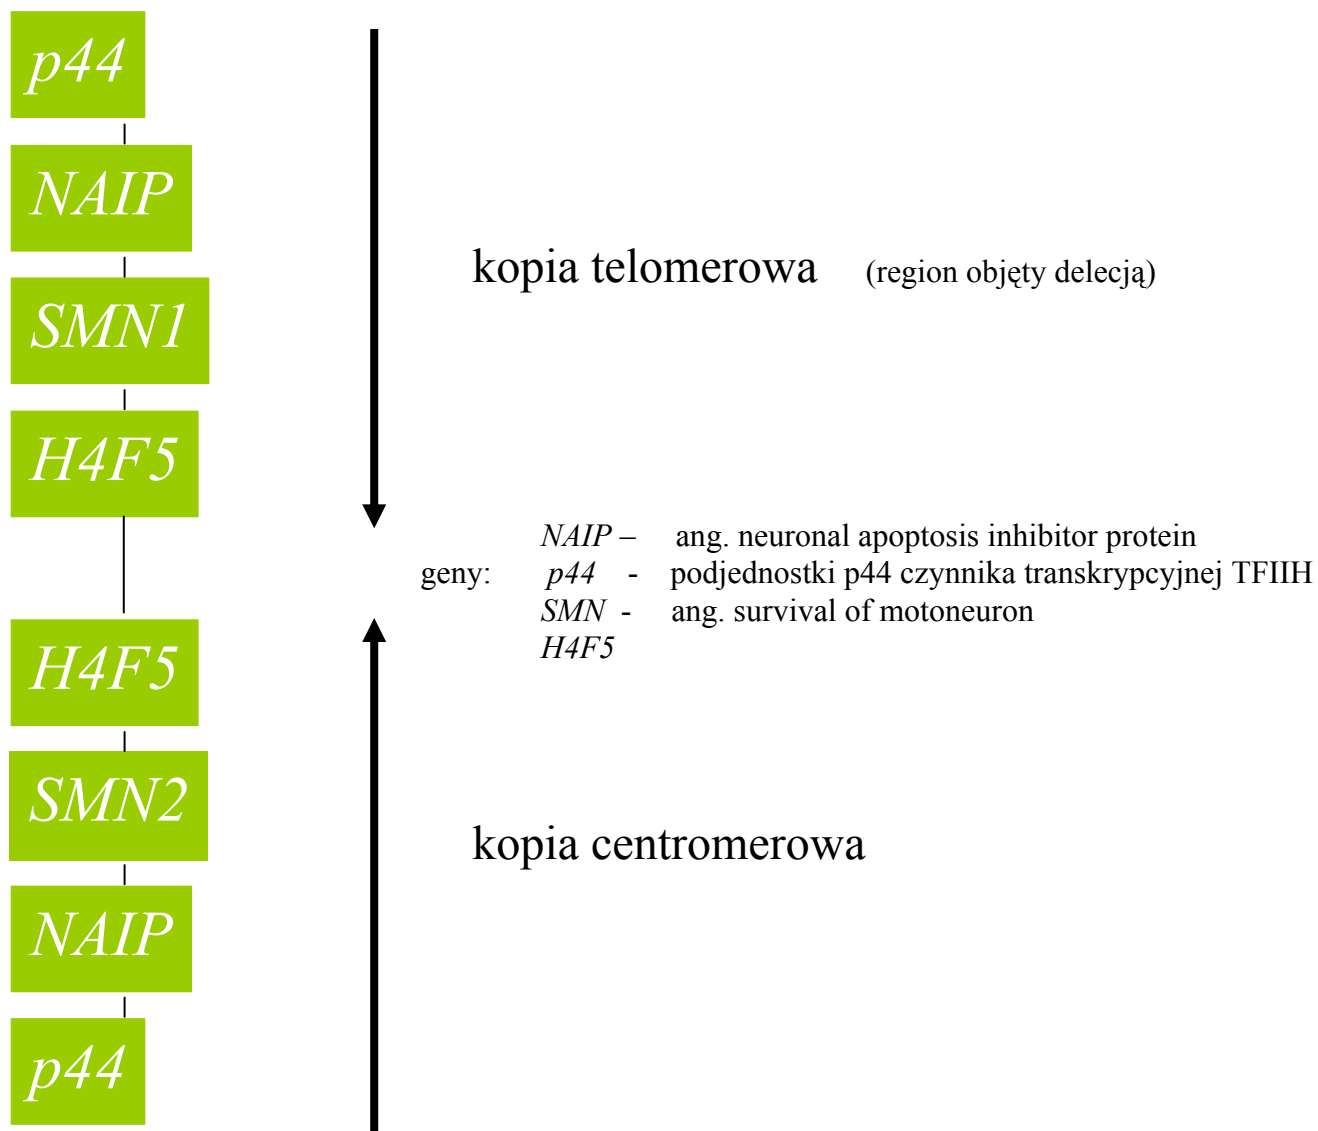 p44
NAIP
SMN1
H4F5
kopia telomerowa (region objęty delecją)
NAIP – ang. neuronal apoptosis inhibitor protein
geny: p44 - podjednostki p44 czynnika transkrypcyjnej TFIIH
SMN - ang. survival of motoneuron
H4F5
H4F5
SMN2
NAIP
p44
kopia centromerowa